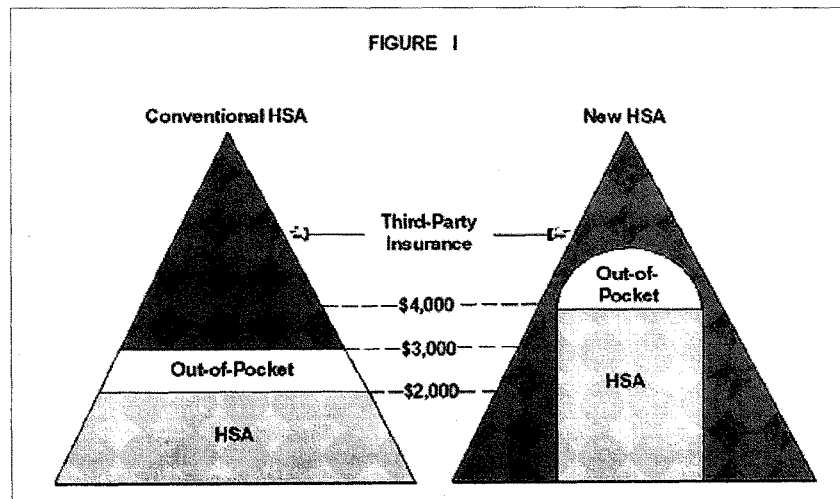 FIGURE I
Conventional HSA
New HSA
Third-Party
Insurance
Out-of-
Pocket
$4,000
$3,000
Out-of-Pocket
$2,000
HSA
HSA